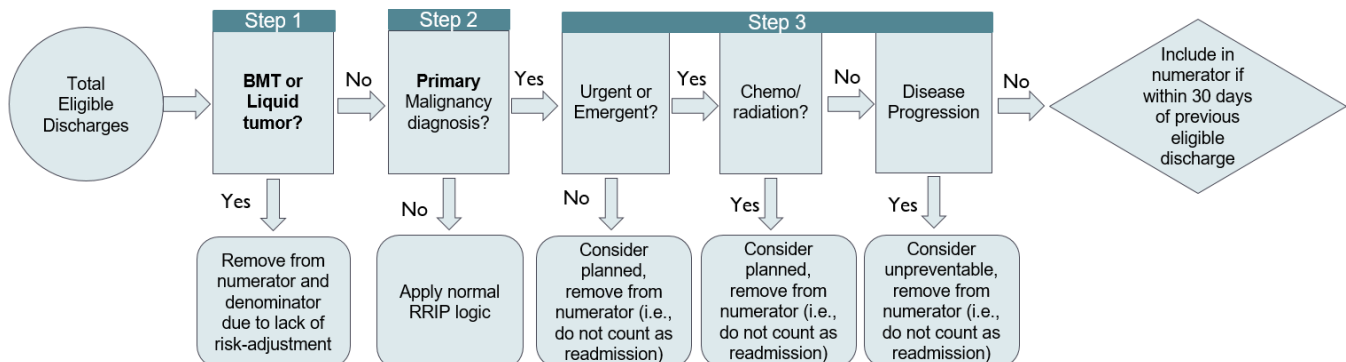 Step 1
Step 2
Step 3
Total
Eligible
Discharges
BMT or
Liquid
tumor?
No
Primary
Malignancy
diagnosis?
Yes
Urgent or
Emergent?
Yes
Chemo/
radiation?
No
Disease
Progression
No
Include in
numerator if
within 30 days
of previous
eligible
discharge
Yes
No
No
Yes
Yes
Remove from
numerator and
denominator
due to lack of
risk-adjustment
Apply normal
RRIP logic
Consider
planned,
remove from
numerator (i.e.,
do not count as
readmission)
Consider
planned,
remove from
numerator (i.e.,
do not count as
readmission)
Consider
unpreventable,
remove from
numerator (i.e.,
do not count as
readmission)